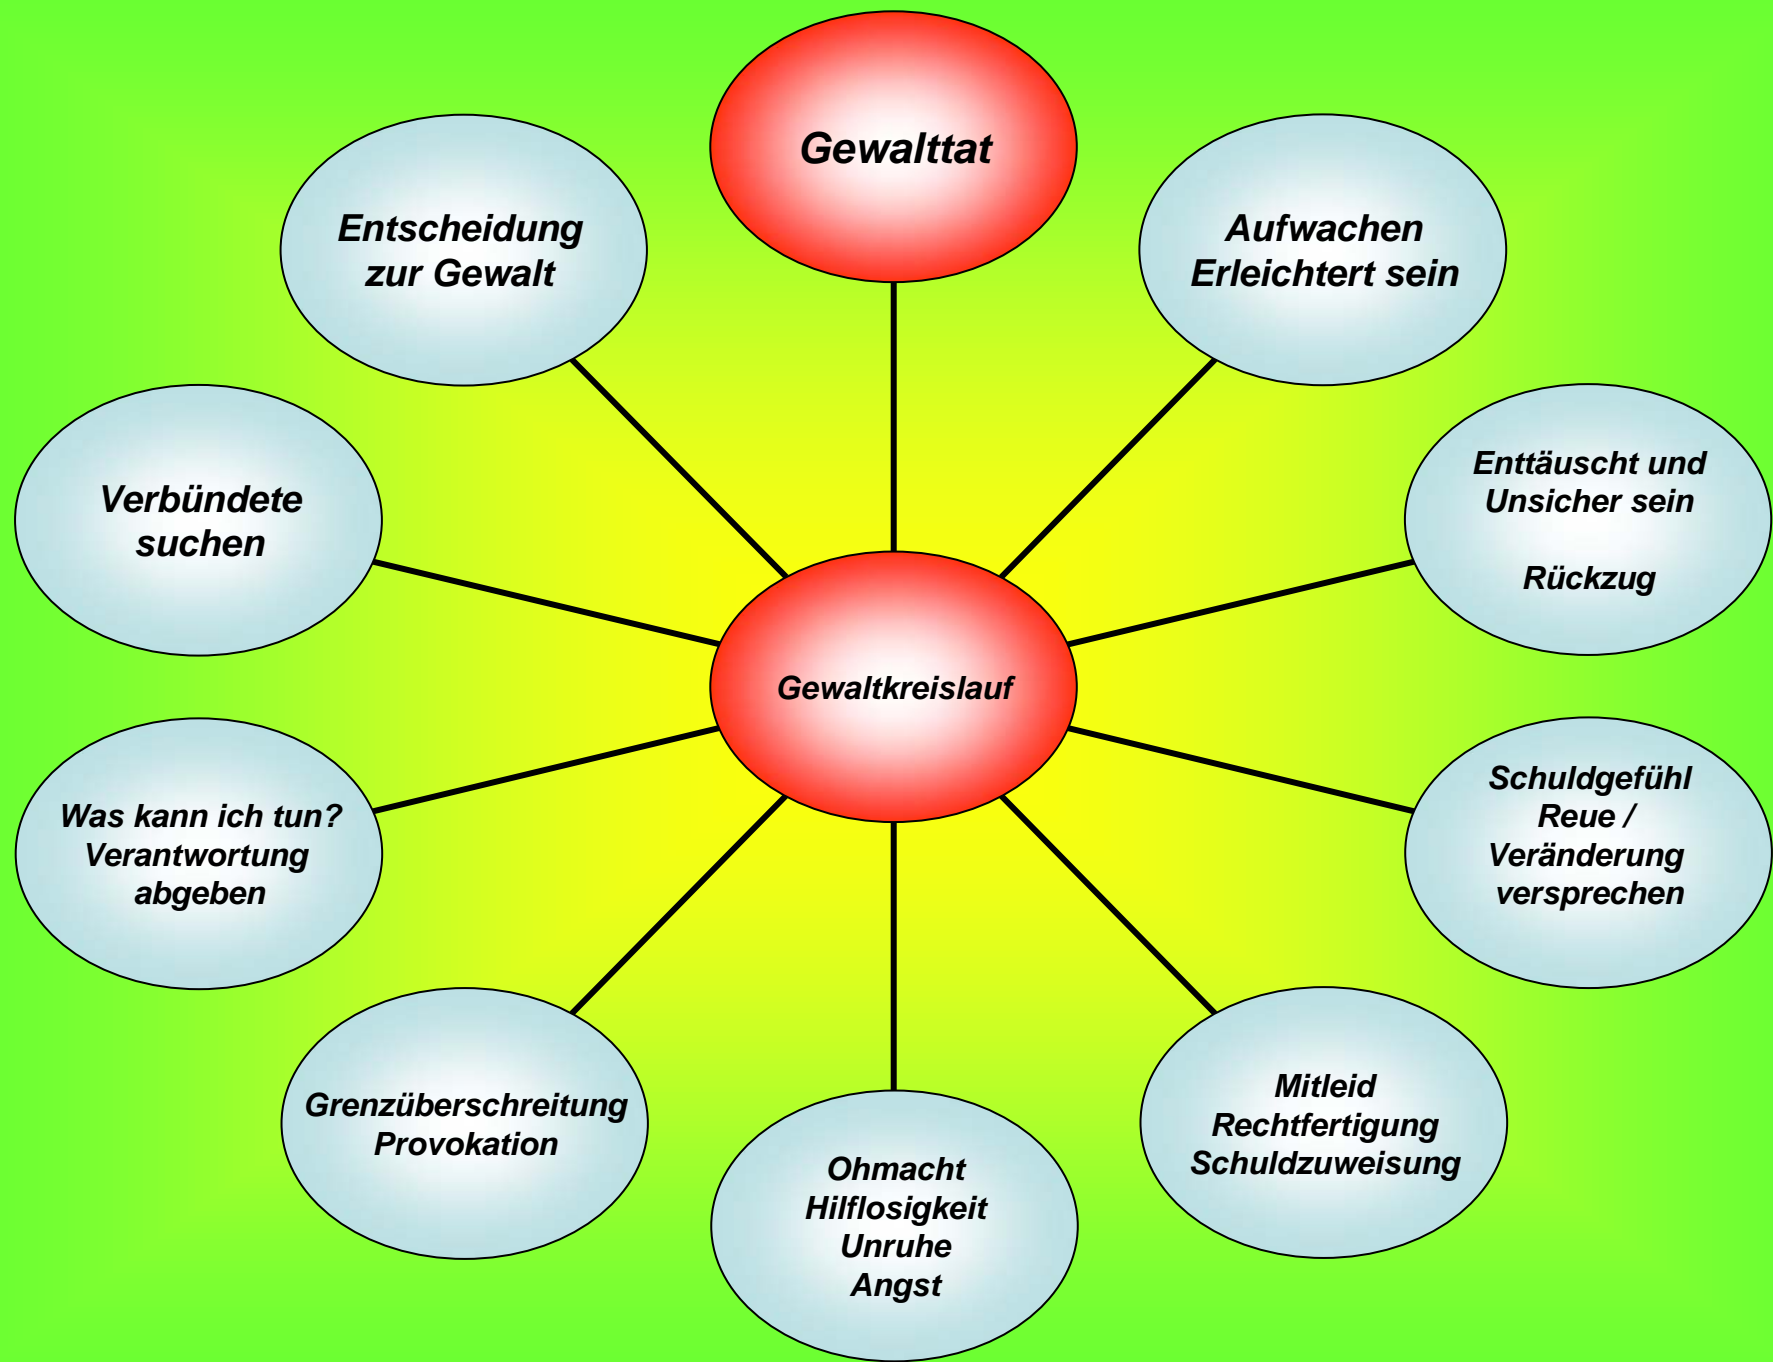 Gewalttat
Aufwachen
Erleichtert sein
Enttäuscht und
Unsicher sein
Rückzug
Schuldgefühl
Reue /
Veränderung
versprechen
Mitleid
Rechtfertigung
Schuldzuweisung
Ohmacht
Hilflosigkeit
Unruhe
Angst
Grenzüberschreitung
Provokation
Was kann ich tun?
Verantwortung
abgeben
Verbündete
suchen
Entscheidung
zur Gewalt
Gewaltkreislauf